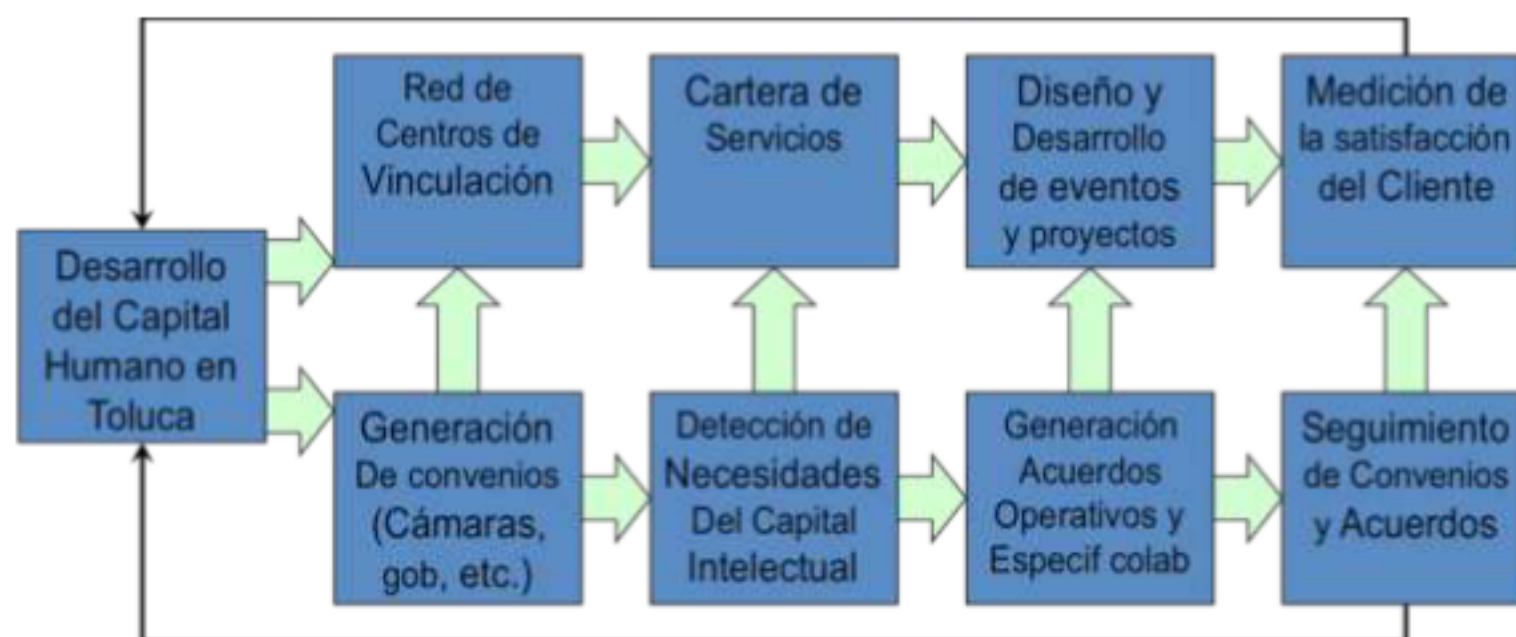 Red de
Centros de
Vinculación
Cartera de
Servicios
Diseño y
Desarrollo
de eventos
y proyectos
Medición de
la satisfacción
del Cliente
Desarrollo
del Capital
Humano en
Toluca
Generación
De convenios
(Cámaras,
gob, etc.)
Detección de
Necesidades
Del Capital
Intelectual
Generación
Acuerdos
Operativos y
Especif colab
Seguimiento
de Convenios
y Acuerdos